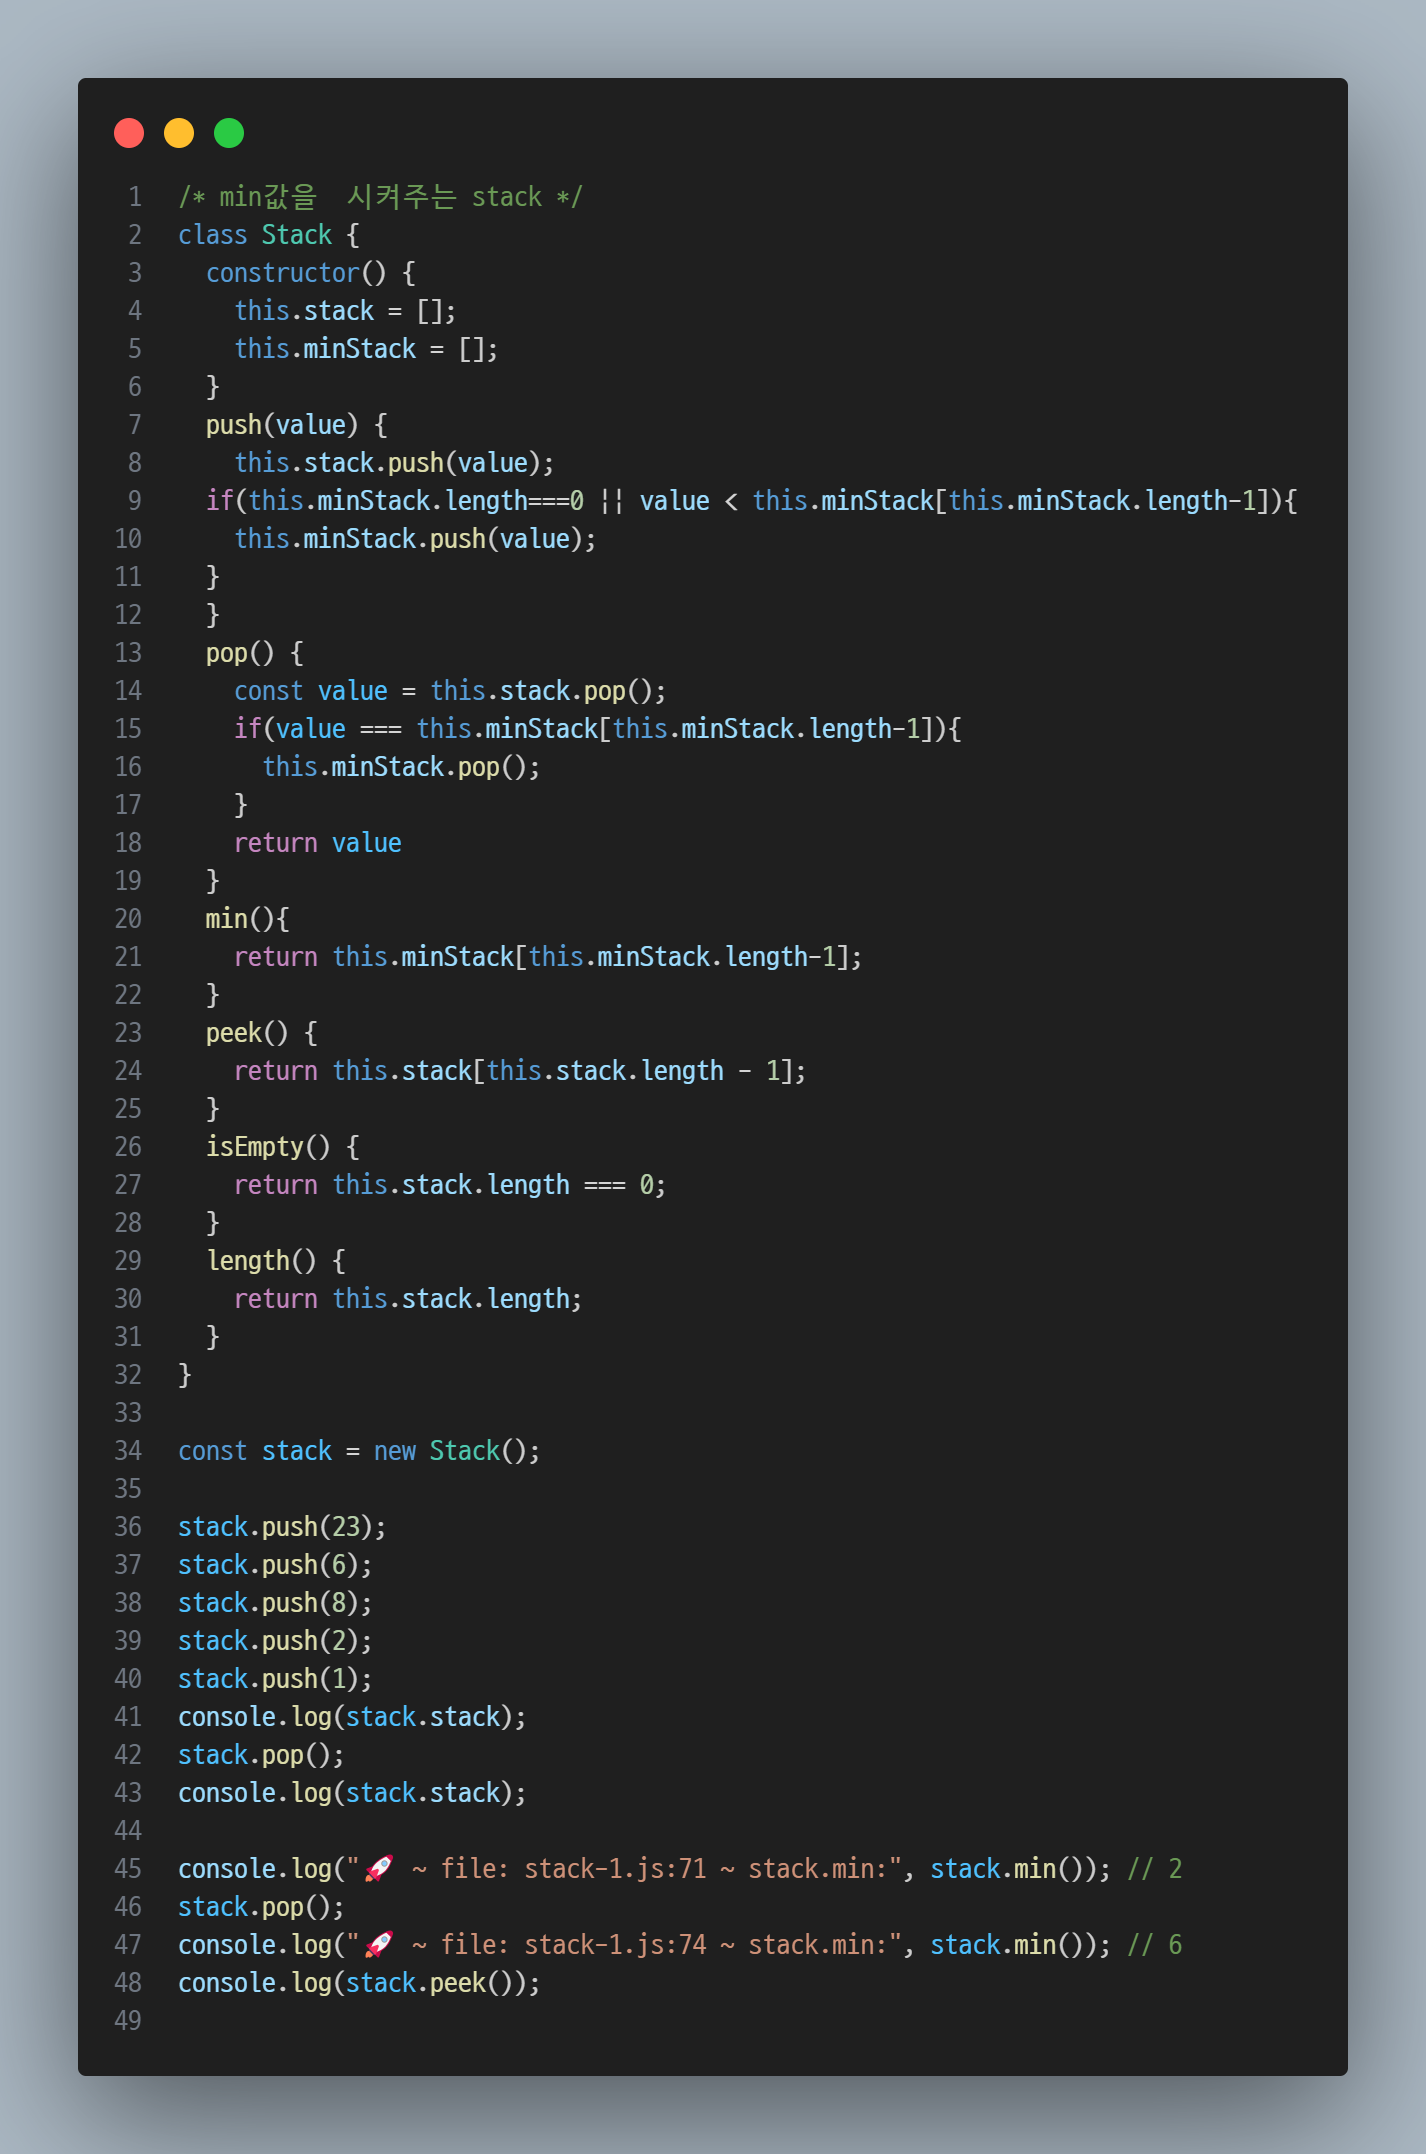 1 /* min값을  시켜주는 stack */
2 class Stack {
3   constructor() {
4     this.stack = [];
5     this.minStack = [];
6   }
7   push(value) {
8     this.stack.push(value);
9   if(this.minStack.length===0 || value < this.minStack[this.minStack.length-1]){
10     this.minStack.push(value);
11   }
12   }
13   pop() {
14     const value = this.stack.pop();
15     if(value === this.minStack[this.minStack.length-1]){
16       this.minStack.pop();
17     }
18     return value
19   }
20   min(){
21     return this.minStack[this.minStack.length-1];
22   }
23   peek() {
24     return this.stack[this.stack.length - 1];
25   }
26   isEmpty() {
27     return this.stack.length === 0;
28   }
29   length() {
30     return this.stack.length;
31   }
32 }
33
34 const stack = new Stack();
35
36 stack.push(23);
37 stack.push(6);
38 stack.push(8);
39 stack.push(2);
40 stack.push(1);
41 console.log(stack.stack);
42 stack.pop();
43 console.log(stack.stack);
44
45 console.log("🚀 ~ file: stack-1.js:71 ~ stack.min:", stack.min()); // 2
46 stack.pop();
47 console.log("🚀 ~ file: stack-1.js:74 ~ stack.min:", stack.min()); // 6
48 console.log(stack.peek());
49